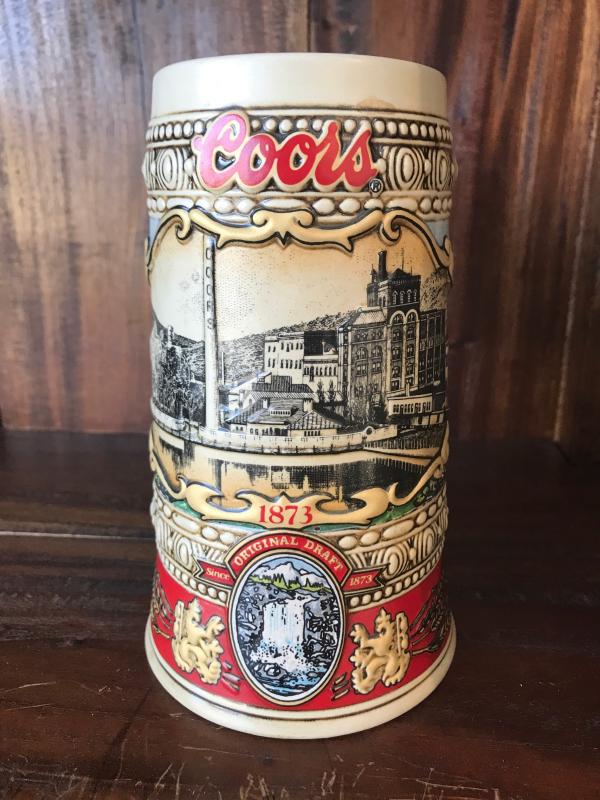 Coors®
COORS
1873
ORIGINAL DRAFT
Since 1873